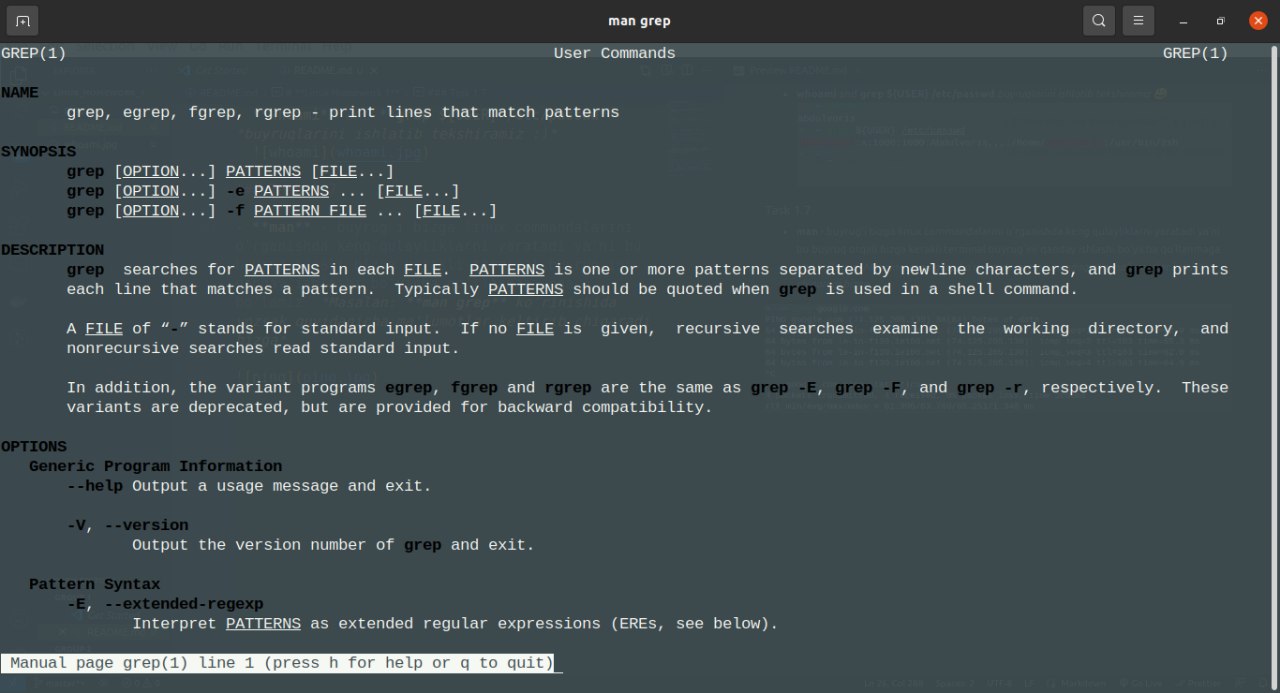 man grep
GREP(1) User Commands GREP(1)
NAME
grep, egrep, fgrep, rgrep - print lines that match patterns
SYNOPSIS
grep [OPTION...] PATTERNS [FILE...]
grep [OPTION...] -e PATTERNS ... [FILE...]
grep [OPTION...] -f PATTERN_FILE ... [FILE...]
DESCRIPTION
grep searches for PATTERNS in each FILE. PATTERNS is one or more patterns separated by newline characters, and grep prints
each line that matches a pattern. Typically PATTERNS should be quoted when grep is used in a shell command.
A FILE of “-” stands for standard input. If no FILE is given, recursive searches examine the working directory, and
nonrecursive searches read standard input.
In addition, the variant programs egrep, fgrep and rgrep are the same as grep -E, grep -F, and grep -r, respectively. These
variants are deprecated, but are provided for backward compatibility.
OPTIONS
Generic Program Information
--help Output a usage message and exit.
-V, --version
Output the version number of grep and exit.
Pattern Syntax
-E, --extended-regexp
Interpret PATTERNS as extended regular expressions (EREs, see below).
Manual page grep(1) line 1 (press h for help or q to quit)